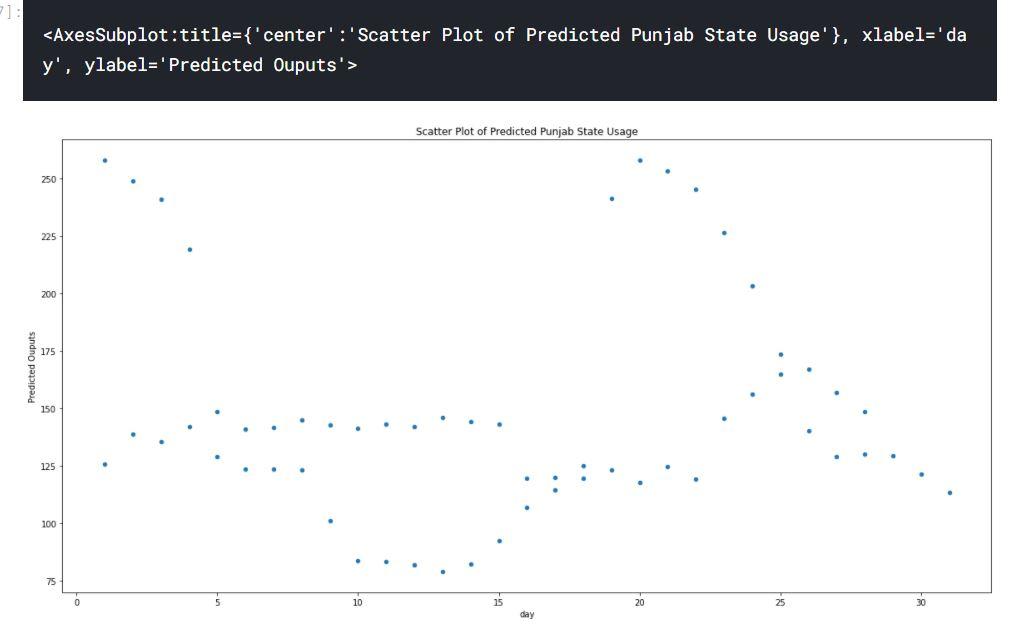 7]:
<AxesSubplot:title={'center':'Scatter Plot of Predicted Punjab State Usage'}, xlabel='da
y', ylabel='Predicted Ouputs'>
Scatter Plot of Predicted Punjab State Usage
250
225
200
175
150
125
100
75
Predicted Ouputs
0 5 10 15 20 25 30
day